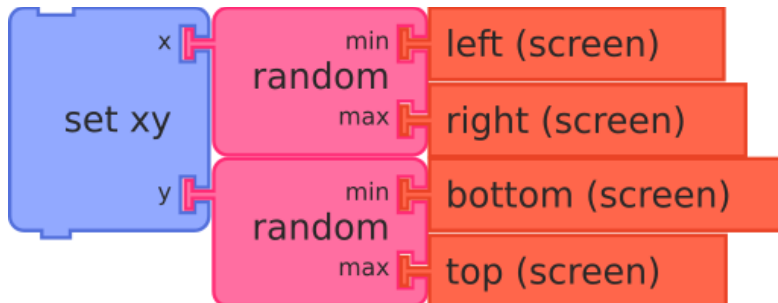 x min left (screen)
random
set xy max right (screen)
y min bottom (screen)
random
max top (screen)